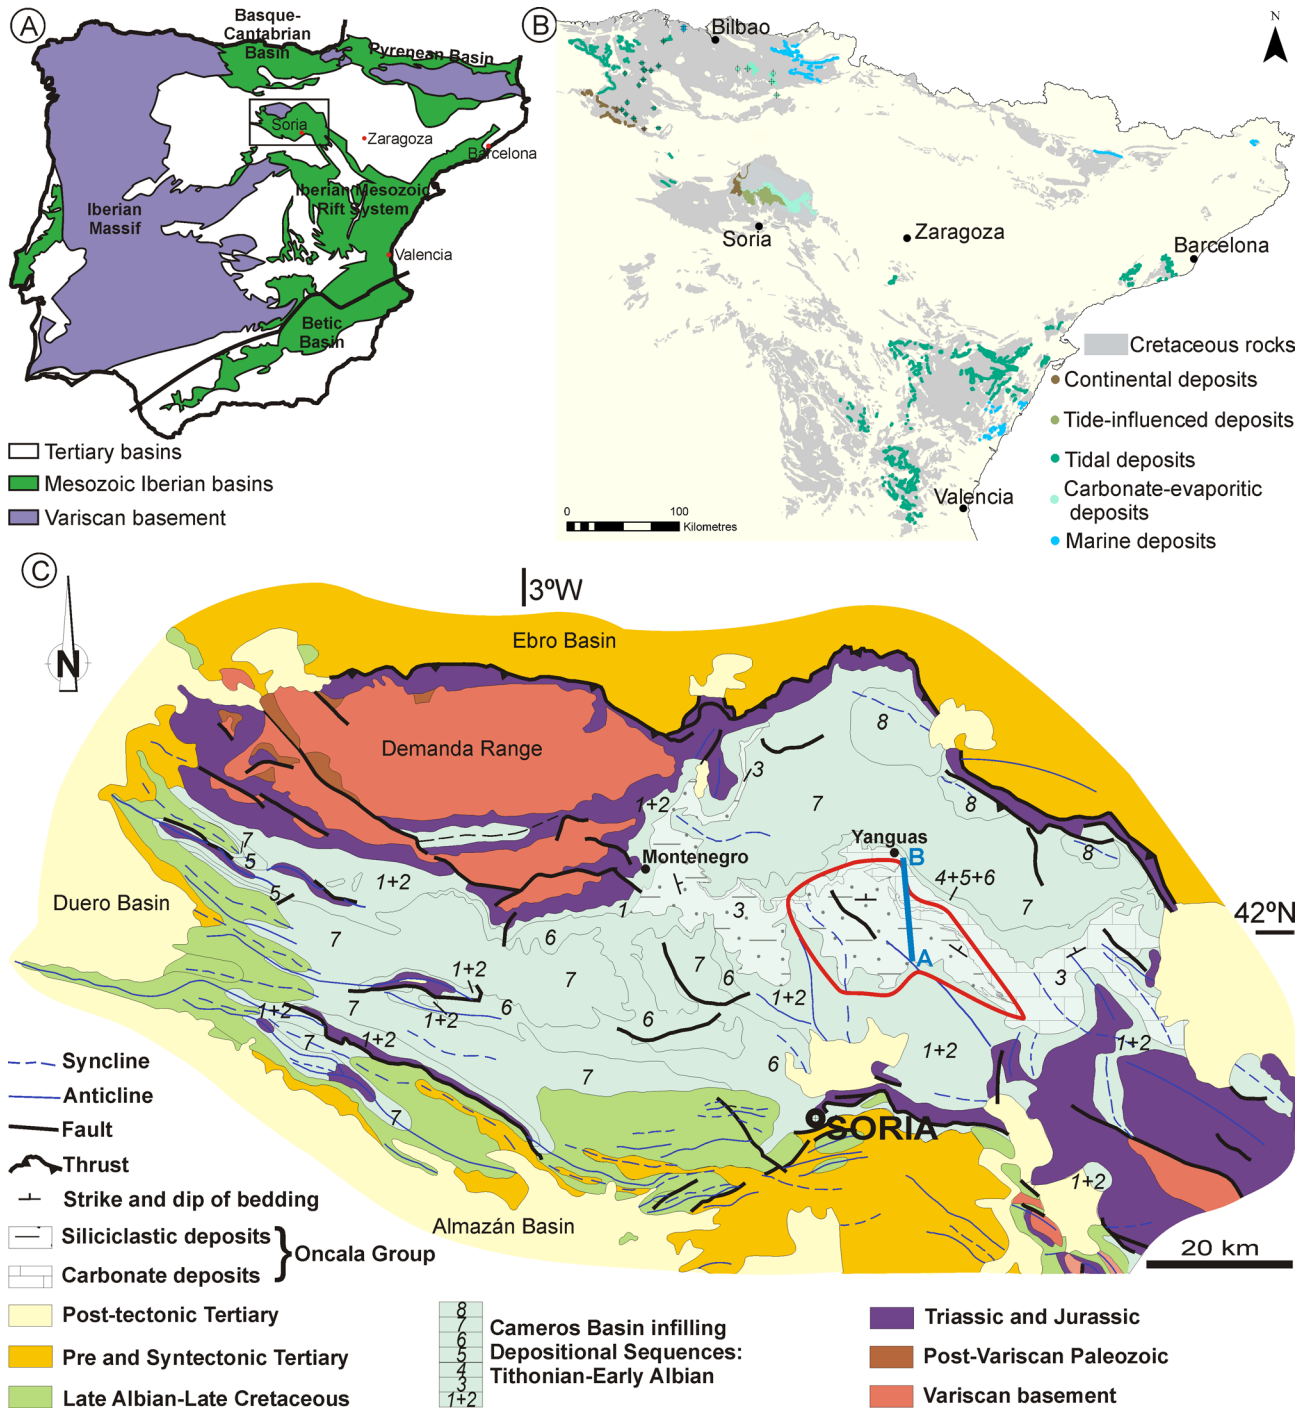 A
Basque-
Cantabrian
Basin
Pyrenean Basin
Soria
Zaragoza
Barcelona
Iberian Mesozoic
Rift System
Iberian
Massif
Valencia
Betic
Basin
Tertiary basins
Mesozoic Iberian basins
Variscan basement
B
Bilbao
N
Soria
Zaragoza
Barcelona
Valencia
0
100
Kilometres
Cretaceous rocks
Continental deposits
Tide-influenced deposits
Tidal deposits
Carbonate-evaporitic
deposits
Marine deposits
C
N
3ºW
Ebro Basin
8
Demanda Range
3
1+2
7
8
Yanguas
8
7
5
Montenegro
B
1+2
4+5+6
5
Duero Basin
1
3
7
42ºN
7
6
7
6
A
3
1+2
7
1+2
1+2
7
1+2
6
6
1+2
7
1+2
6
1+2
7
7
SORIA
1+2
Almazán Basin
20 km
Syncline
Anticline
Fault
Thrust
Strike and dip of bedding
Siliciclastic deposits
Carbonate deposits
} Oncala Group
Post-tectonic Tertiary
Pre and Syntectonic Tertiary
Late Albian-Late Cretaceous
8
7
6
5
4
3
1+2
Cameros Basin infilling
Depositional Sequences:
Tithonian-Early Albian
Triassic and Jurassic
Post-Variscan Paleozoic
Variscan basement